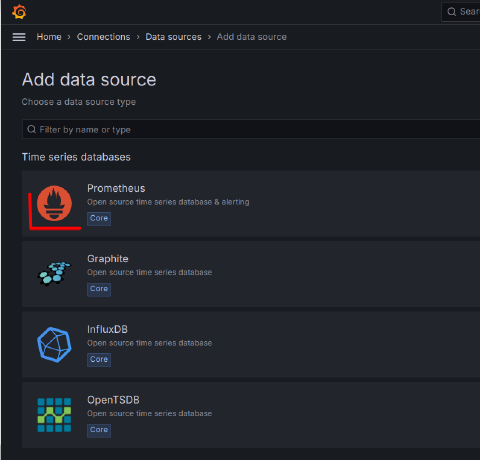 Sear
Home › Connections › Data sources › Add data source
Add data source
Choose a data source type
Filter by name or type
Time series databases
Prometheus
Open source time series database & alerting
Core
Graphite
Open source time series database
Core
InfluxDB
Open source time series database
Core
OpenTSDB
Open source time series database
Core